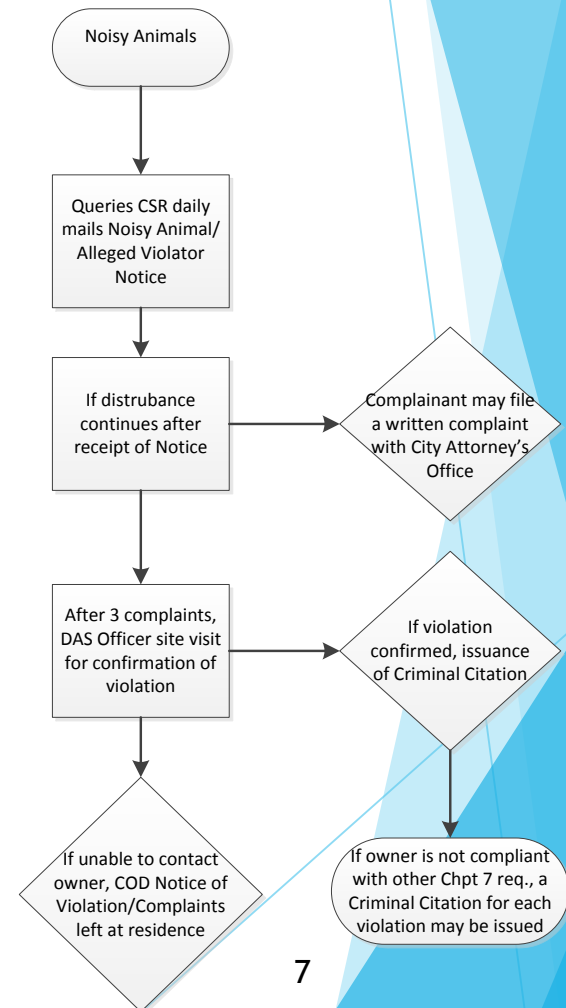 Noisy Animals
Queries CSR daily
mails Noisy Animal/
Alleged Violator
Notice
If distrubance
continues after
receipt of Notice
Complainant may file
a written complaint
with City Attorney's
Office
After 3 complaints,
DAS Officer site visit
for confirmation of
violation
If violation
confirmed, issuance
of Criminal Citation
If unable to contact
owner, COD Notice of
Violation/Complaints
left at residence
If owner is not compliant
with other Chpt 7 req., a
Criminal Citation for each
violation may be issued
7